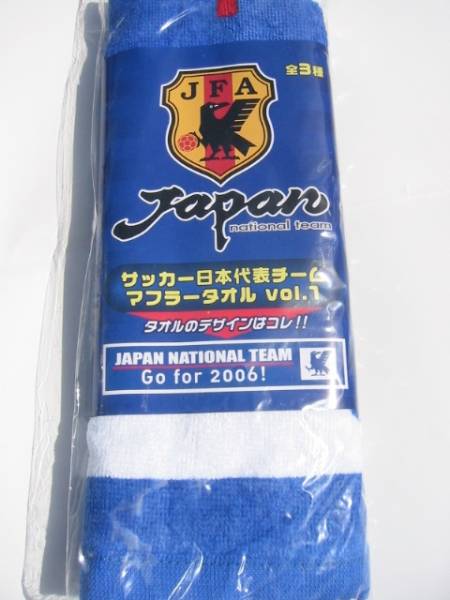 全3種
JFA
Japan
national team
サッカー日本代表チーム
マフラータオル vol.1
タオルのデザインはコレ!!
JAPAN NATIONAL TEAM
Go for 2006!